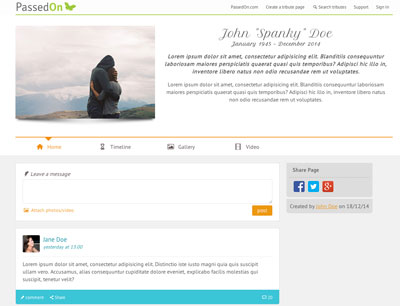 PassedOn
PassedOn.com Create a tribute page Search tributes Support Sign In
John "Spanky" Doe
January 1945 - December 2014
Lorem ipsum dolor sit amet, consectetur adipisicing elit. Blanditiis consequuntur
laboriosam maiores perspiciatis quaerat quasi quis temporibus? Adipisci hic illo in,
inventore libero natus non odio recusandae rem ut voluptates.
Lorem ipsum dolor sit amet, consectetur adipisicing elit. Blanditiis consequuntur
laboriosam maiores perspiciatis quaerat quasi quis temporibus? Adipisci hic illo in,
inventore libero natus non odio recusandae rem ut voluptates.
Home Timeline Gallery Video
Leave a message
Attach photos/video
post
Share Page
Created by John Doe on 18/12/14
Jane Doe
yesterday at 15:00
Lorem ipsum dolor sit amet, consectetur adipisicing elit. Distinctio iste iusto magni quia quis suscipit
ullam vero. Accusamus, alias consequuntur cupiditate dolore eveniet, explicabo facilis molestias qui
suscipit, tenetur velit?
comment Share 20